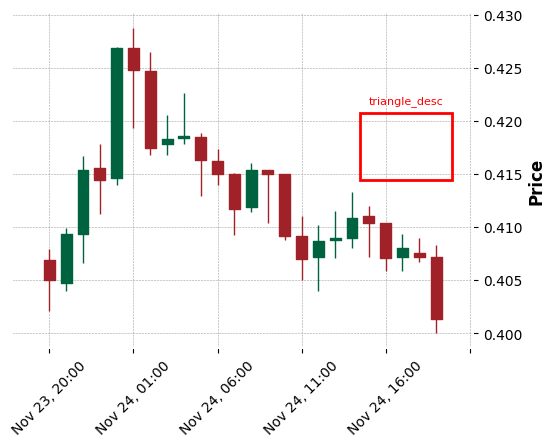 0.430
0.425
triangle_desc
0.420
0.415
Price
0.410
0.405
0.400
Nov 23, 20:00
Nov 24, 01:00
Nov 24, 06:00
Nov 24, 11:00
Nov 24, 16:00